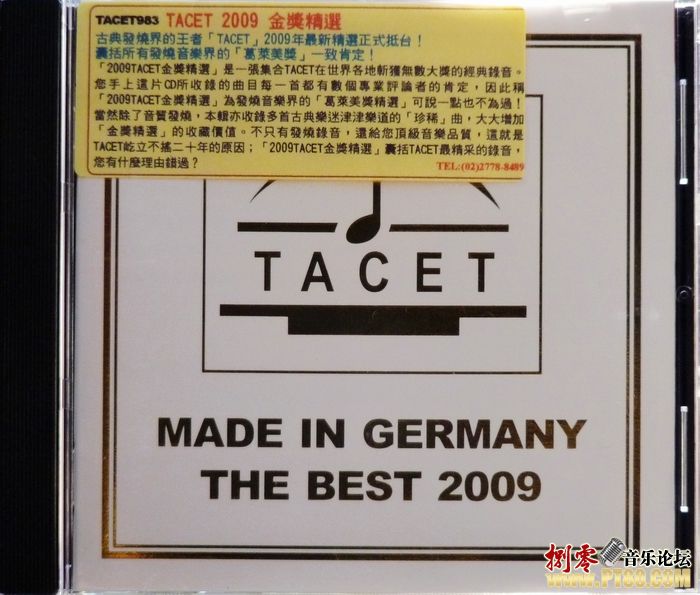 TACET983 TACET 2009 金獎精選
古典發燒界的王者「TACET」2009年最新精選正式抵台！
囊括所有發燒音樂界的「葛萊美獎」一致肯定！
「2009TACET金獎精選」是一張集合TACET在世界各地斬獲無數大獎的經典錄音。
您手上這片CD所收錄的曲目每一首都有數個專業評論者的肯定，因此稱
「2009TACET金獎精選」為發燒音樂界的「葛萊美獎精選」可說一點也不為過！
當然除了音質發燒，本輯亦收錄多首古典樂迷津津樂道的「珍稀」曲，大大增加
「金獎精選」的收藏價值。不只有發燒錄音，還給您頂級音樂品質，這就是
TACET屹立不搖二十年的原因；「2009TACET金獎精選」囊括TACET最精采的錄音，
您有什麼理由錯過？
TEL:(02)2778-8489
TACET
MADE IN GERMANY
THE BEST 2009
捌零音乐论坛
www.PT80.COM